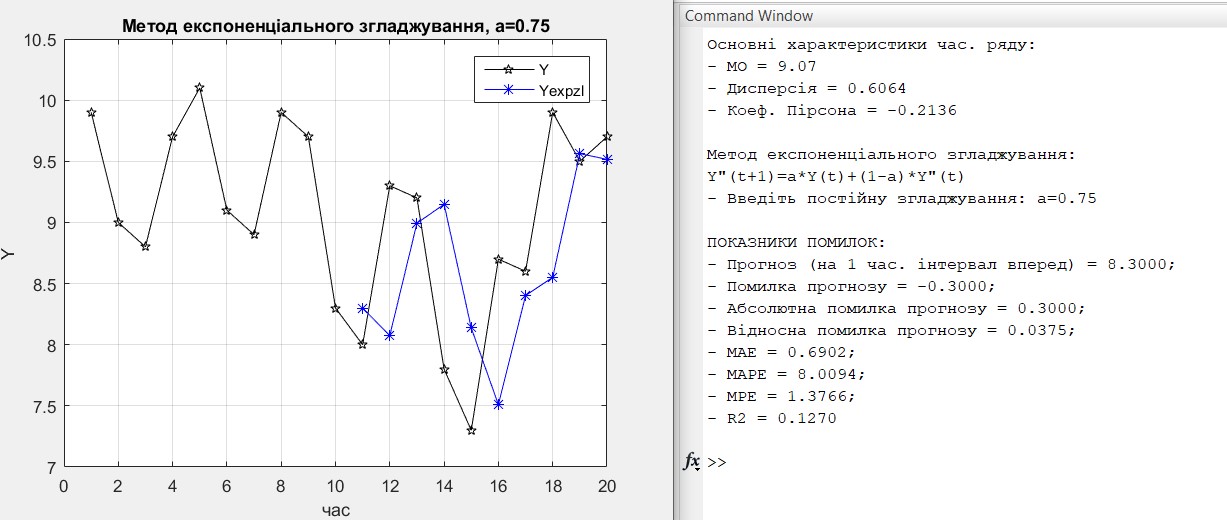 Метод експоненціального згладжування, a=0.75
Y
Yexpzl
10.5
10
9.5
9
8.5
8
7.5
7
Y
0 2 4 6 8 10 12 14 16 18 20
час
Command Window
Основні характеристики час. ряду:
- МО = 9.07
- Дисперсія = 0.6064
- Коеф. Пірсона = -0.2136
Метод експоненціального згладжування:
Y"(t+1)=a*Y(t)+(1-a)*Y"(t)
- Введіть постійну згладжування: a=0.75
ПОКАЗНИКИ ПОМИЛОК:
- Прогноз (на 1 час. інтервал вперед) = 8.3000;
- Помилка прогнозу = -0.3000;
- Абсолютна помилка прогнозу = 0.3000;
- Відносна помилка прогнозу = 0.0375;
- MAE = 0.6902;
- MAPE = 8.0094;
- MPE = 1.3766;
- R2 = 0.1270
fx >>